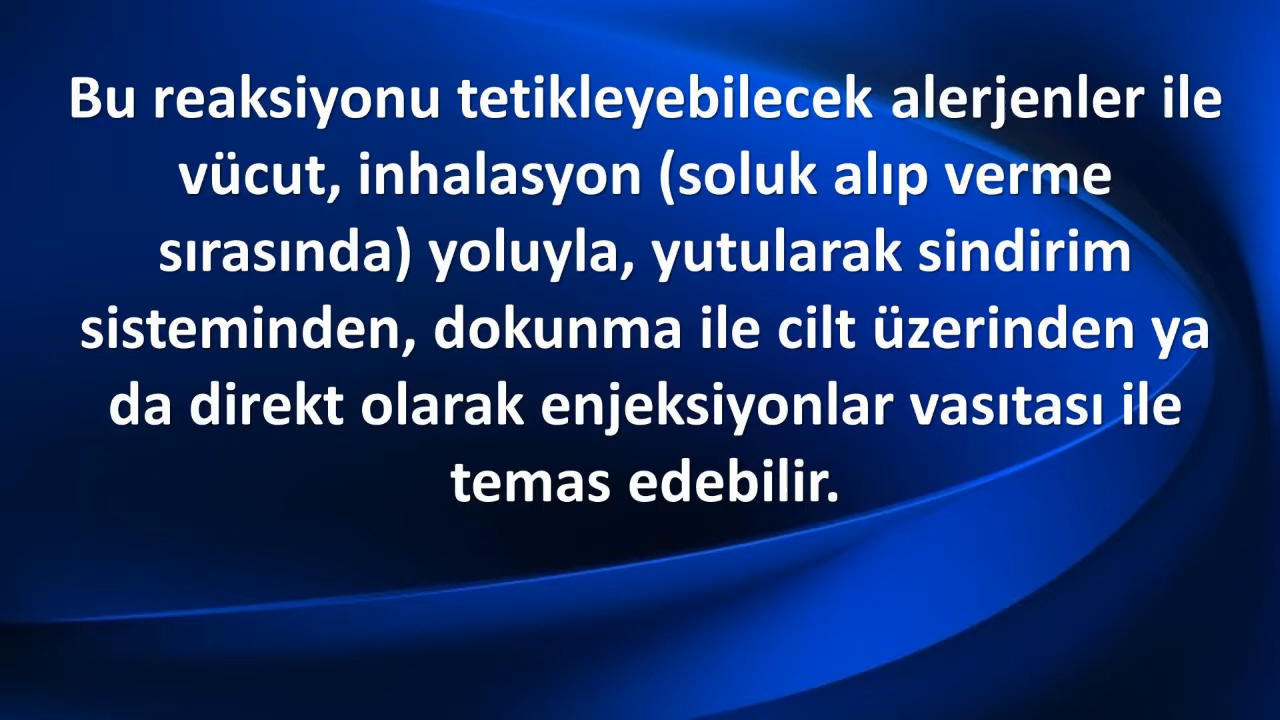 Bu reaksiyonu tetikleyebilecek alerjenler ile
vücut, inhalasyon (soluk alıp verme
sırasında) yoluyla, yutularak sindirim
sisteminden, dokunma ile cilt üzerinden ya
da direkt olarak enjeksiyonlar vasıtası ile
temas edebilir.